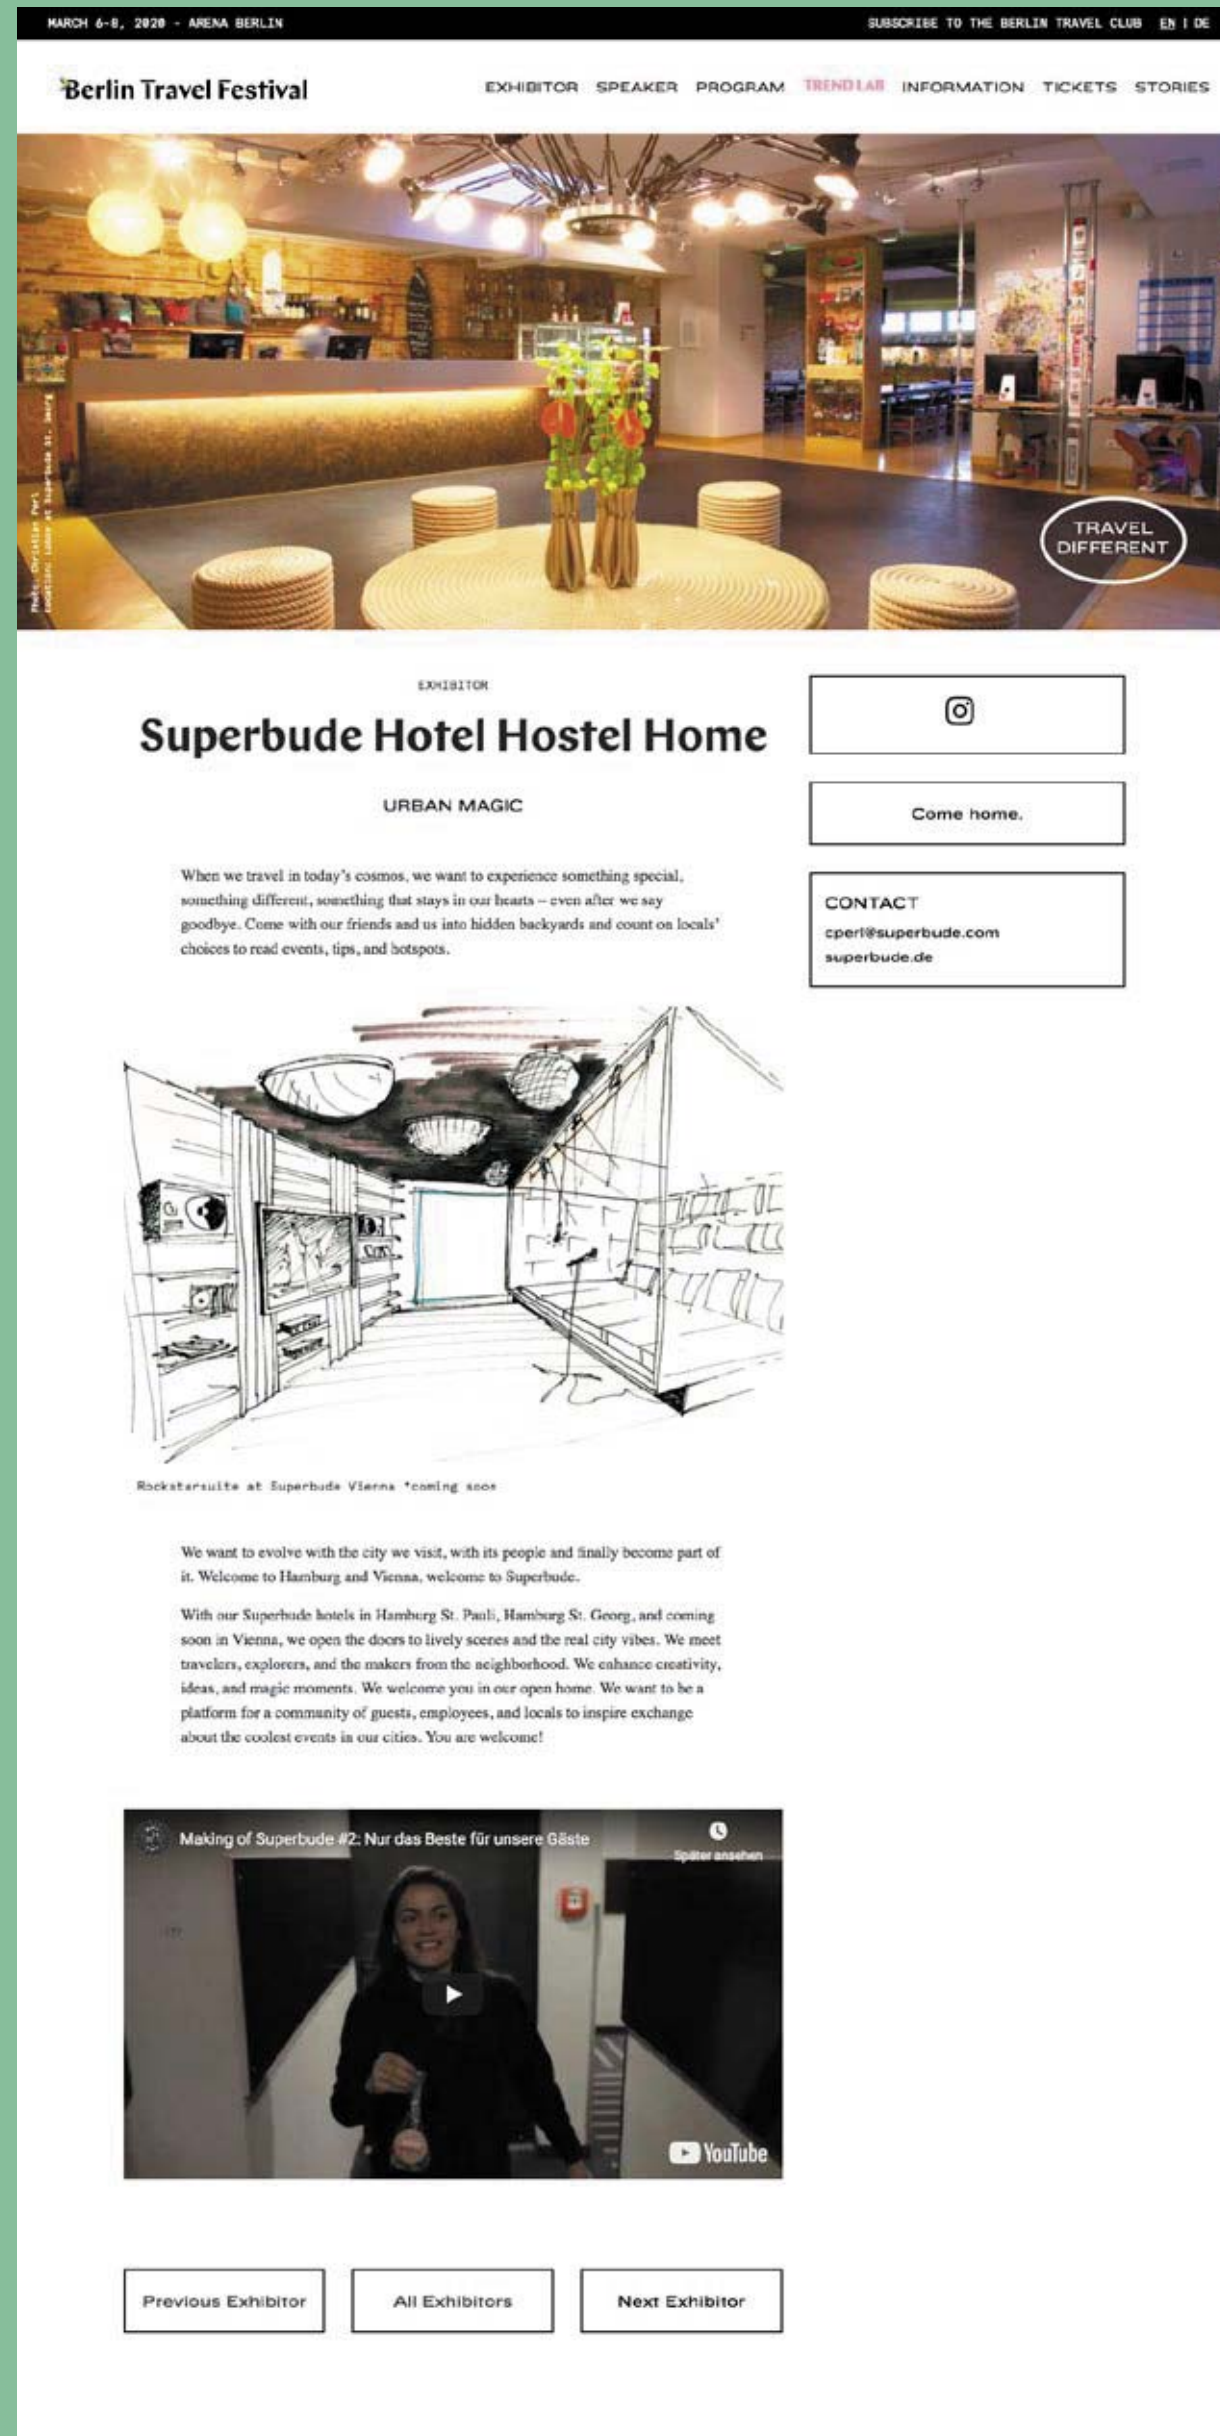 MARCH 6-8, 2020 - ARENA BERLIN
SUBSCRIBE TO THE BERLIN TRAVEL CLUB EN | DE
Berlin Travel Festival
EXHIBITOR SPEAKER PROGRAM TREND LAB INFORMATION TICKETS STORIES
Photo: Christian Perl
Location: Lobby at Superbude St. Georg
TRAVEL
DIFFERENT
EXHIBITOR
Superbude Hotel Hostel Home
URBAN MAGIC
When we travel in today's cosmos, we want to experience something special,
something different, something that stays in our hearts – even after we say
goodbye. Come with our friends and us into hidden backyards and count on locals'
choices to read events, tips, and hotspots.
Come home.
CONTACT
cperl@superbude.com
superbude.de
Rockstarsuite at Superbude Vienna *coming soon
We want to evolve with the city we visit, with its people and finally become part of
it. Welcome to Hamburg and Vienna, welcome to Superbude.
With our Superbude hotels in Hamburg St. Pauli, Hamburg St. Georg, and coming
soon in Vienna, we open the doors to lively scenes and the real city vibes. We meet
travelers, explorers, and the makers from the neighborhood. We enhance creativity,
ideas, and magic moments. We welcome you in our open home. We want to be a
platform for a community of guests, employees, and locals to inspire exchange
about the coolest events in our cities. You are welcome!
Making of Superbude #2: Nur das Beste für unsere Gäste
Später ansehen
YouTube
Previous Exhibitor
All Exhibitors
Next Exhibitor